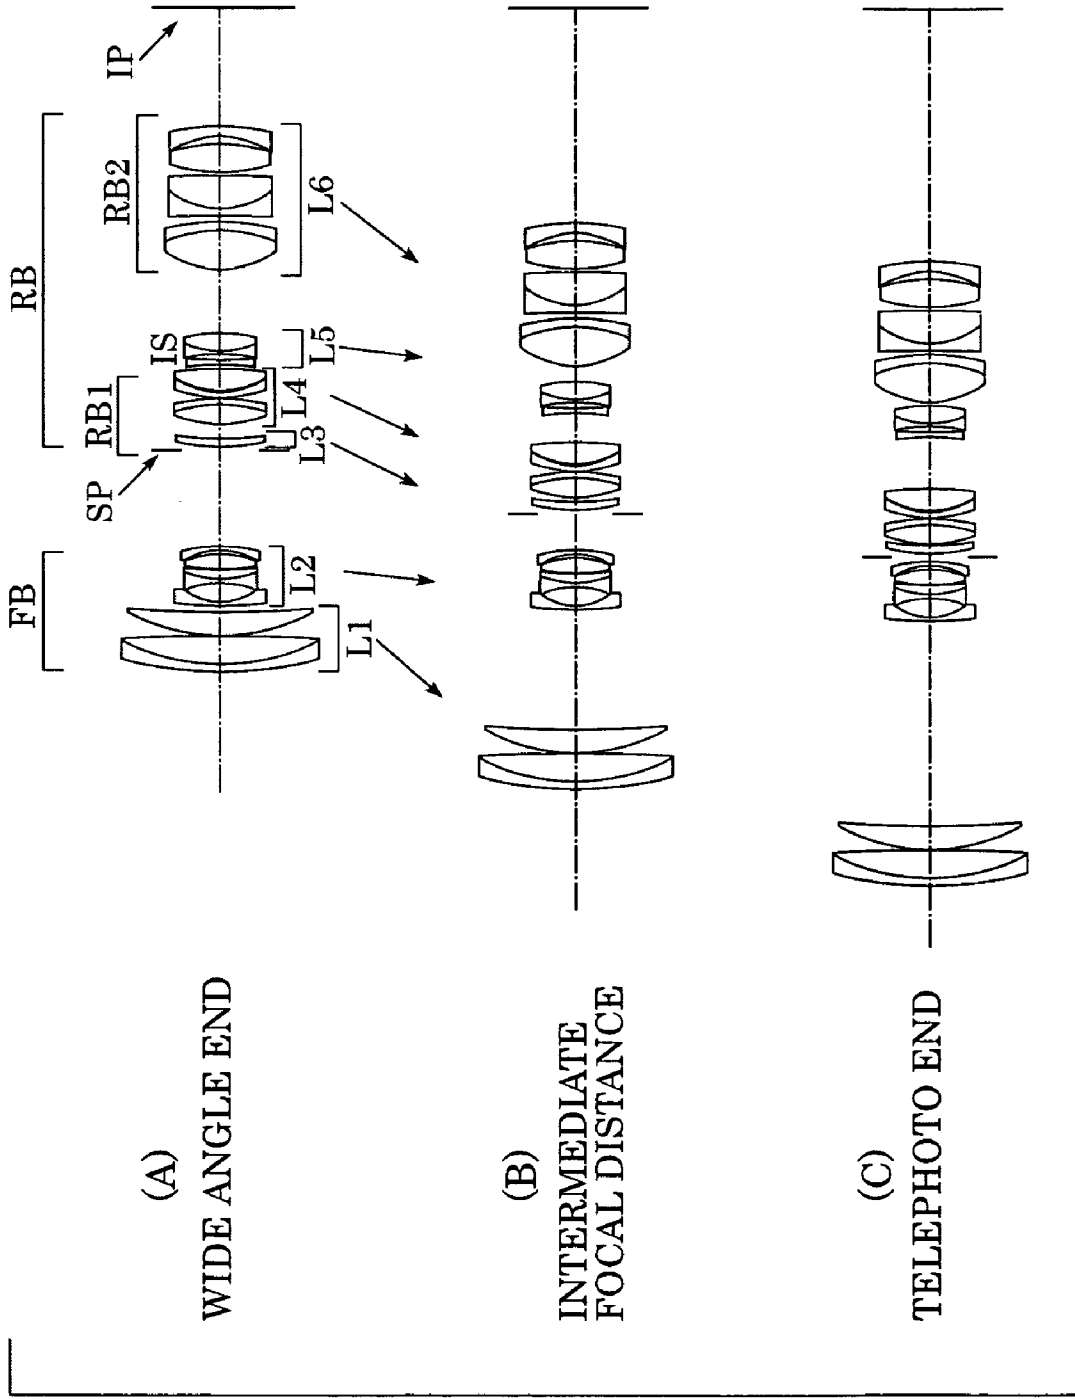 (A)
WIDE ANGLE END
FB
RB
SP
RB1
IS
RB2
IP
L1
L2
L3
L4
L5
L6
(B)
INTERMEDIATE
FOCAL DISTANCE
(C)
TELEPHOTO END